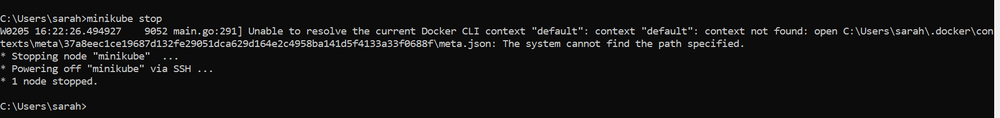 C:\Users\sarah>minikube stop
W0205 16:22:26.494927    9052 main.go:291] Unable to resolve the current Docker CLI context "default": context "default": context not found: open C:\Users\sarah\.docker\con
texts\meta\37a8eec1ce19687d132fe29051dca629d164e2c4958ba141d5f4133a33f0688f\meta.json: The system cannot find the path specified.
* Stopping node "minikube"  ...
* Powering off "minikube" via SSH ...
* 1 node stopped.
C:\Users\sarah>